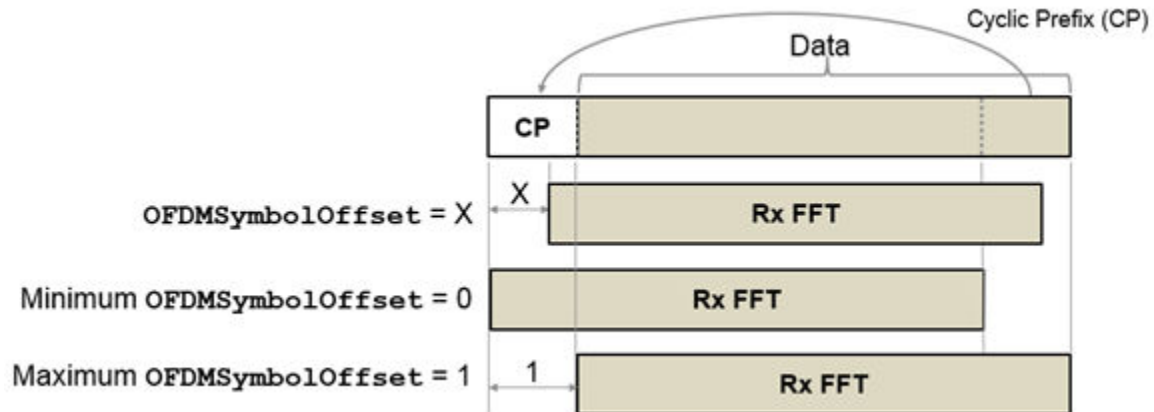 Cyclic Prefix (CP)
Data
CP
X
OFDMSymbolOffset = X
Rx FFT
Minimum OFDMSymbolOffset = 0
Rx FFT
Maximum OFDMSymbolOffset = 1
1
Rx FFT